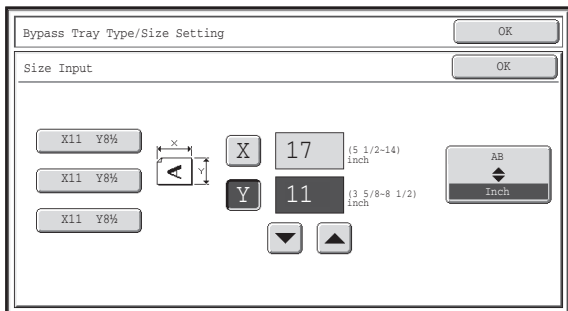 Bypass Tray Type/Size Setting
OK
Size Input
OK
X11 Y8½
X11 Y8½
X11 Y8½
X
A
Y
X
17
(5 1/2~14)
inch
Y
11
(3 5/8~8 1/2)
inch
AB
Inch